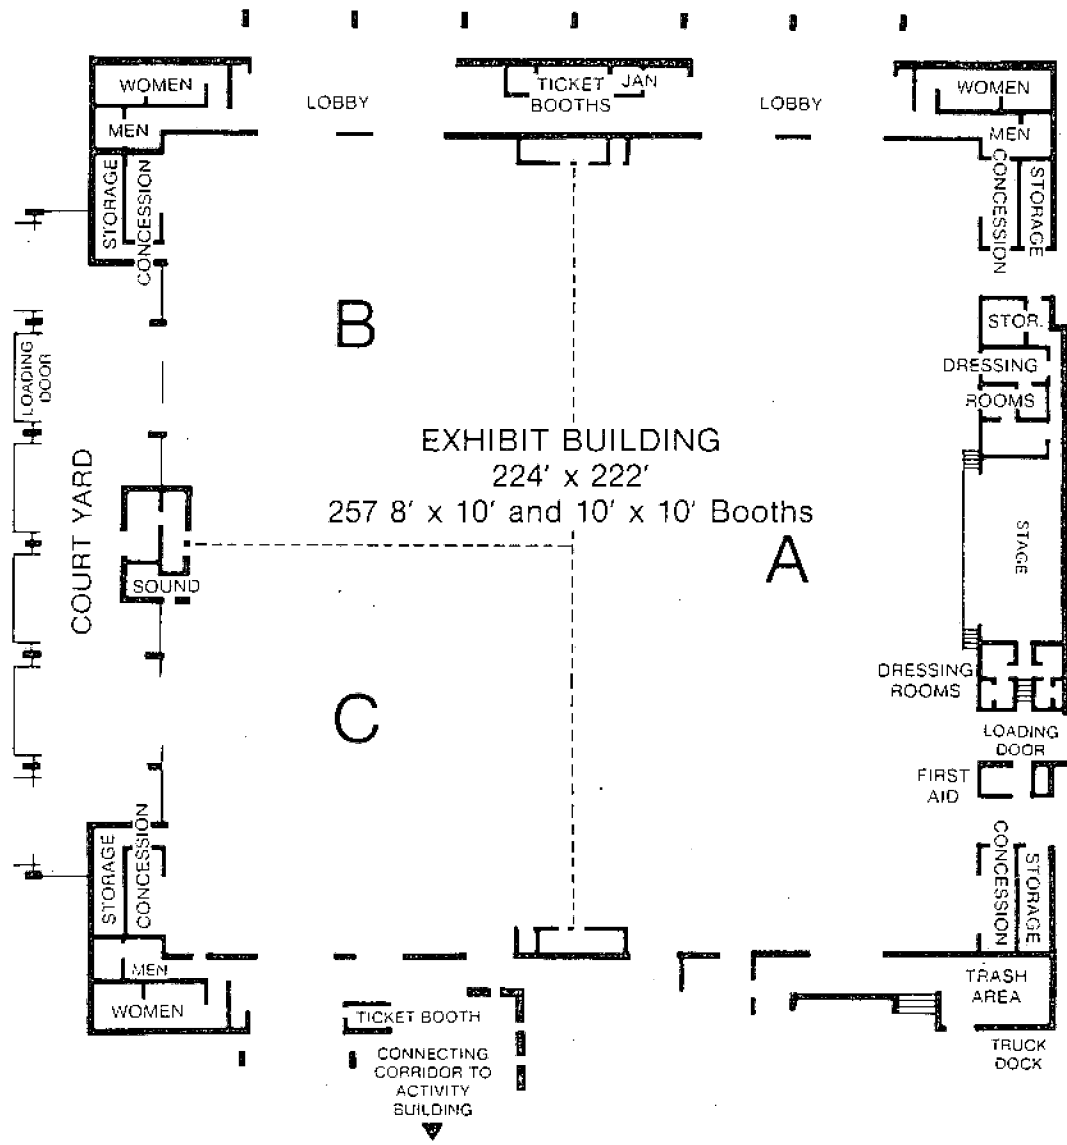 WOMEN
MEN
STORAGE
CONCESSION
LOBBY
TICKET
BOOTHS
JAN
LOBBY
WOMEN
MEN
CONCESSION
STORAGE
B
LOADING
DOOR
STOR.
DRESSING
ROOMS
EXHIBIT BUILDING
224' x 222'
257 8' x 10' and 10' x 10' Booths
COURT YARD
SOUND
A
STAGE
C
DRESSING
ROOMS
LOADING
DOOR
FIRST
AID
STORAGE
CONCESSION
CONCESSION
STORAGE
MEN
WOMEN
TICKET BOOTH
CONNECTING
CORRIDOR TO
ACTIVITY
BUILDING
TRASH
AREA
TRUCK
DOCK